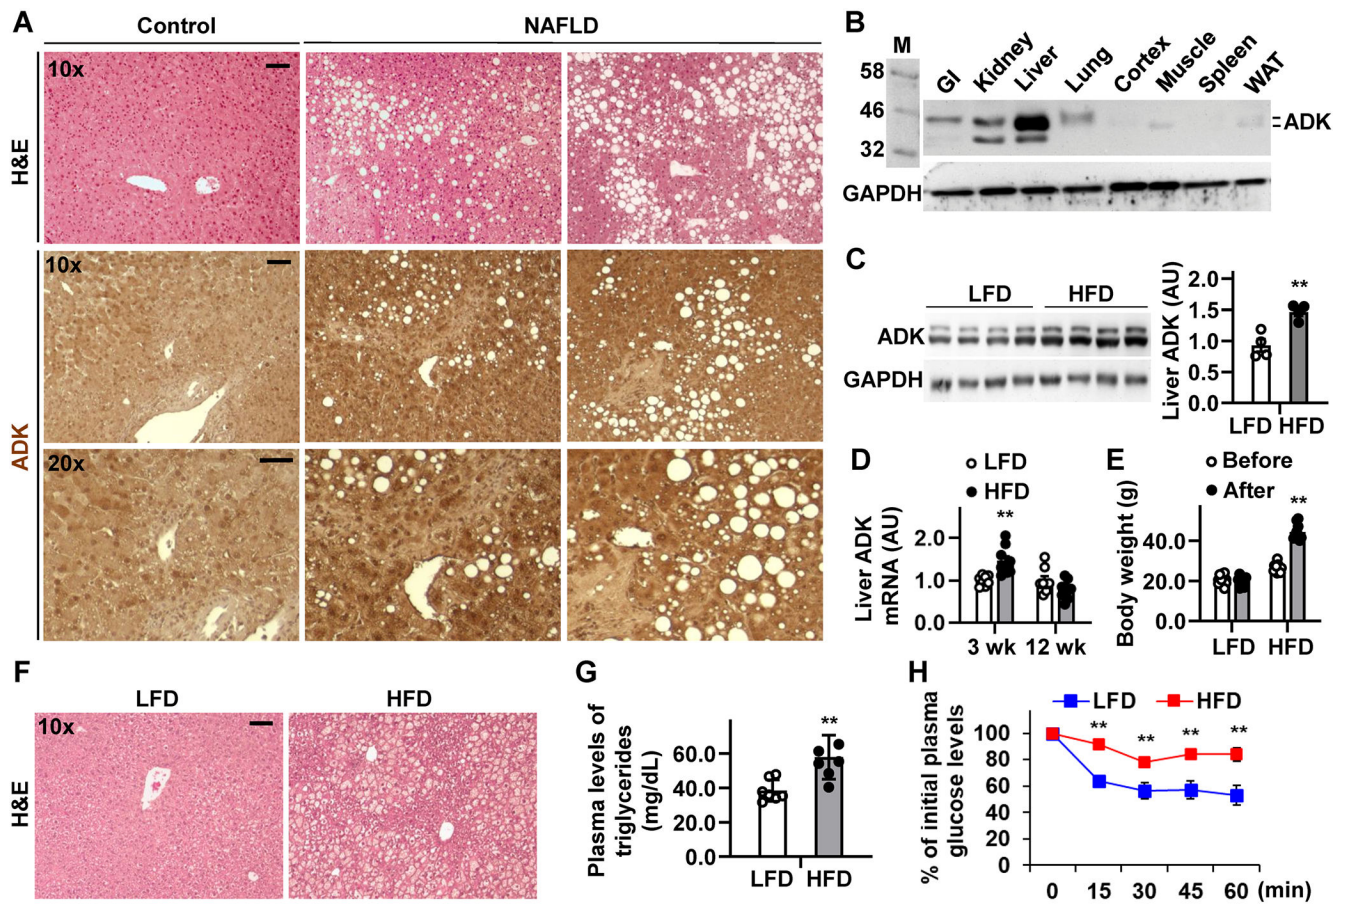 A
Control
NAFLD
H&E
10x
ADK
10x
20x
B
M
GI
Kidney
Liver
Lung
Cortex
Muscle
Spleen
WAT
58
46
32
ADK
GAPDH
C
LFD
HFD
ADK
GAPDH
Liver ADK (AU)
2.0
1.5
1.0
0.5
0.0
**
LFD
HFD
D
LFD
HFD
Liver ADK
mRNA (AU)
2.0
1.0
0.0
**
3 wk
12 wk
E
Before
After
Body weight (g)
40.0
20.0
0.0
**
LFD
HFD
F
LFD
HFD
H&E
10x
G
Plasma levels of
triglycerides
(mg/dL)
60.0
40.0
20.0
0.0
**
LFD
HFD
H
LFD
HFD
% of initial plasma
glucose levels
100
80
60
40
20
0
**
**
**
**
0
15
30
45
60
(min)